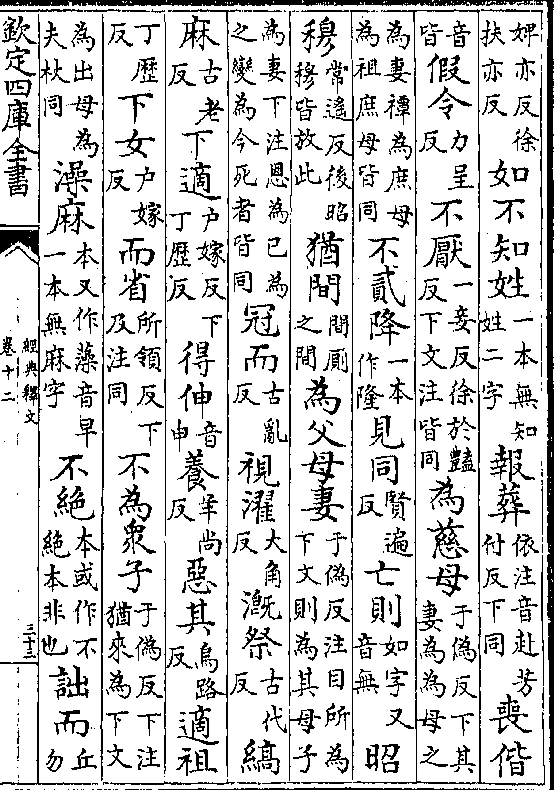 婢亦反徐扶亦反如不知姓一本無知姓二字報葬依注音赴芳付反下同喪偕
音皆假令力呈反不厭一妾反徐於豔反下文注皆同為慈母于偽反下其妻為為母之
為妻禫為庶母為祖庶母皆同不貳降一本作隆見同賢遍反亡則如字又音無昭
穆常遙反後昭穆皆放此猶間間厠之間為父母妻于偽反注目所為下文則為其母子
為妻下注恩為已為之變為今死者皆同冠而古亂反視濯大角反漑祭古代反縞
麻古老反下適户嫁反下丁歷反得伸音申養羊尚反惡其烏路反適祖
丁歷反下女户嫁反而省所領反下及注同不為衆子于偽反下注猶來為下文
為出母為夫杖同澡麻本又作藻音早一本無麻字不絶本或作不絶本非也詘而丘勿
欽定四庫全書
經典釋文
卷十二
三十三